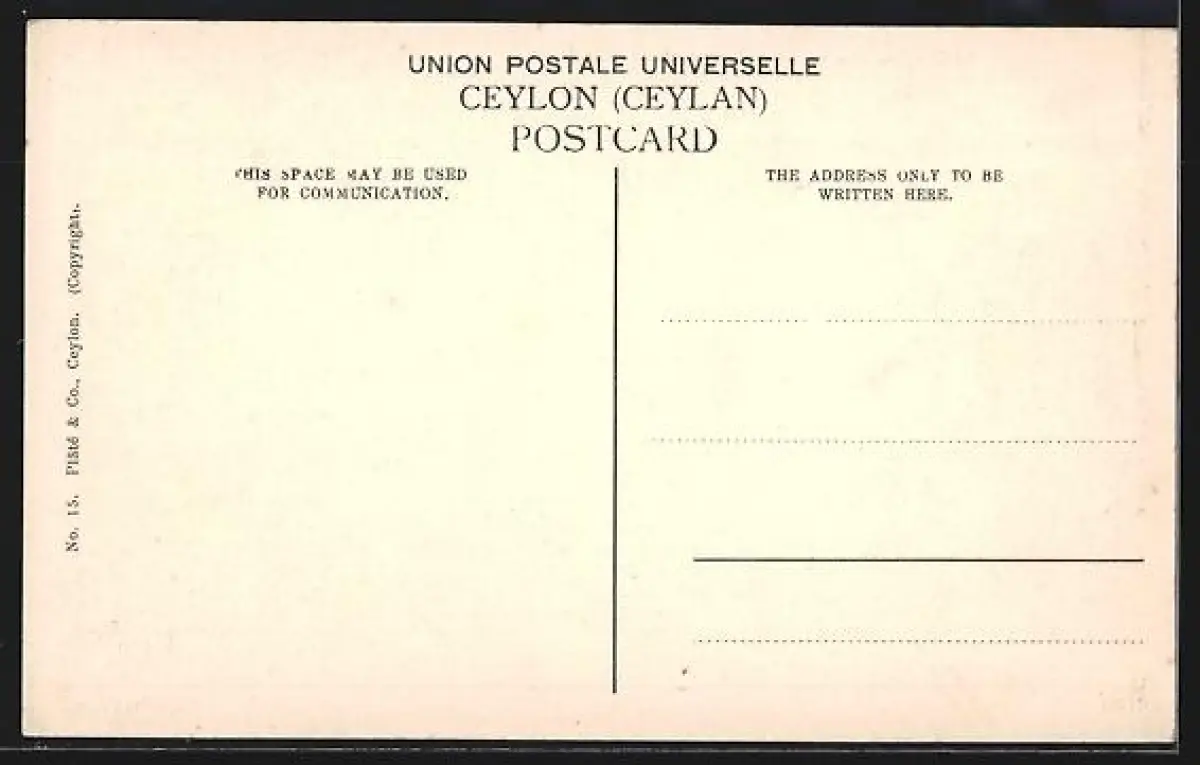 UNION POSTALE UNIVERSELLE
CEYLON (CEYLAN)
POSTCARD
THIS SPACE MAY BE USED
FOR COMMUNICATION.
THE ADDRESS ONLY TO BE
WRITTEN HERE.
No. 15. Plâté & Co., Ceylon. (Copyright).